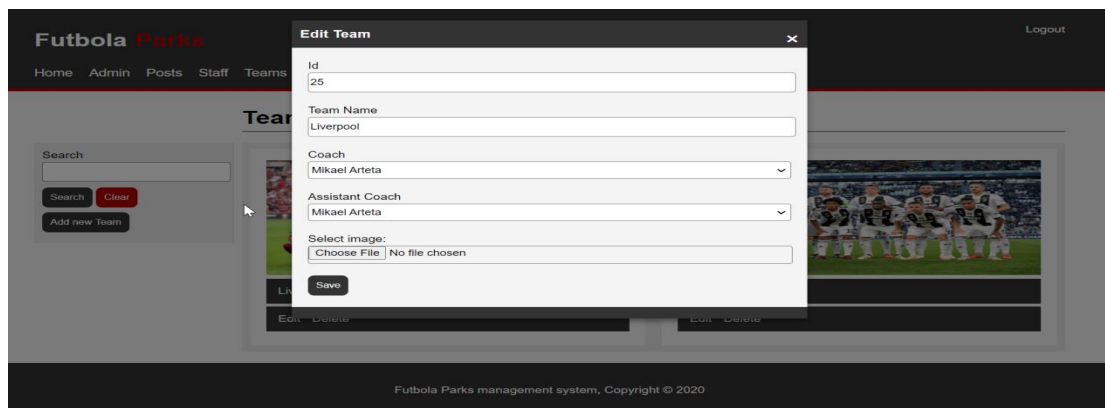 Futbola Parks
Logout
Home Admin Posts Staff Teams
Edit Team
×
Id
25
Team Name
Liverpool
Coach
Mikael Arteta
Assistant Coach
Mikael Arteta
Select image:
Choose File No file chosen
Save
Tear
Search
Search Clear
Add new Team
Liv
Edit Delete
Edit Delete
Futbola Parks management system, Copyright © 2020